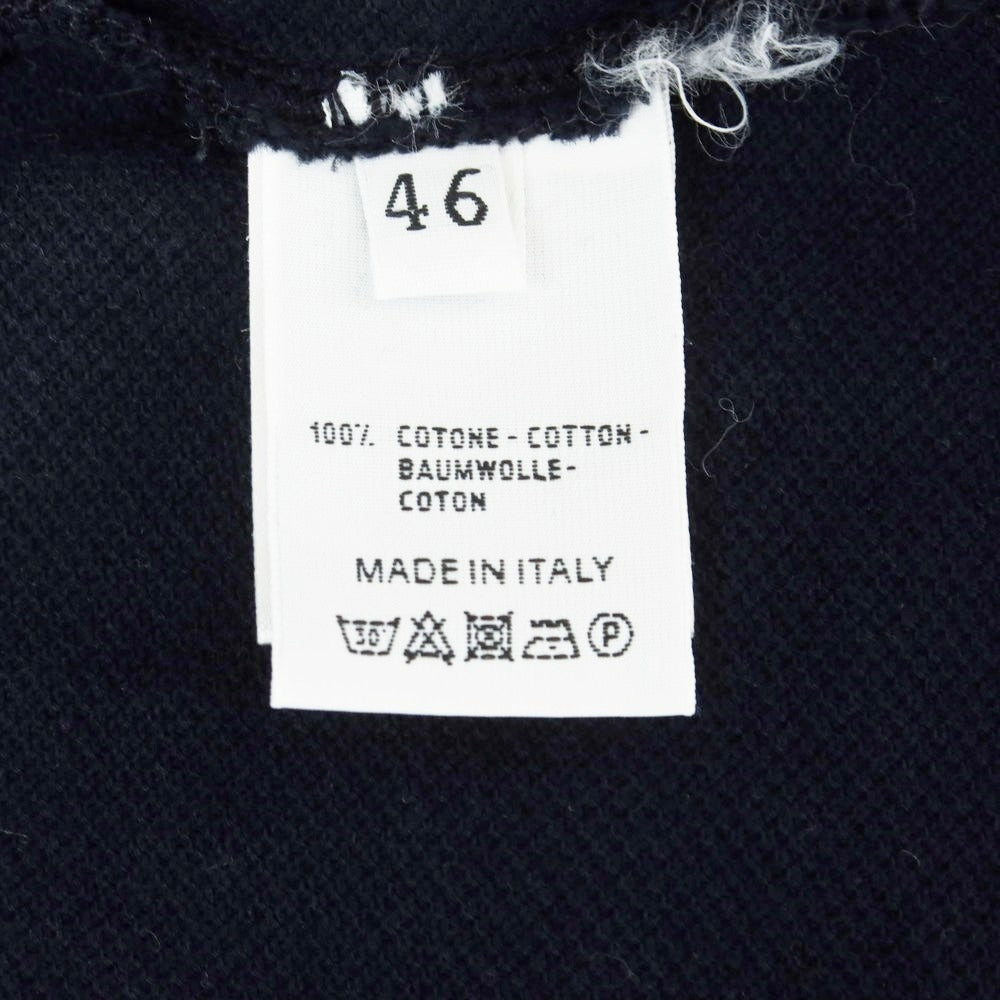 46
100% COTONE - COTTON -
BAUMWOLLE -
COTON
MADE IN ITALY
30° P